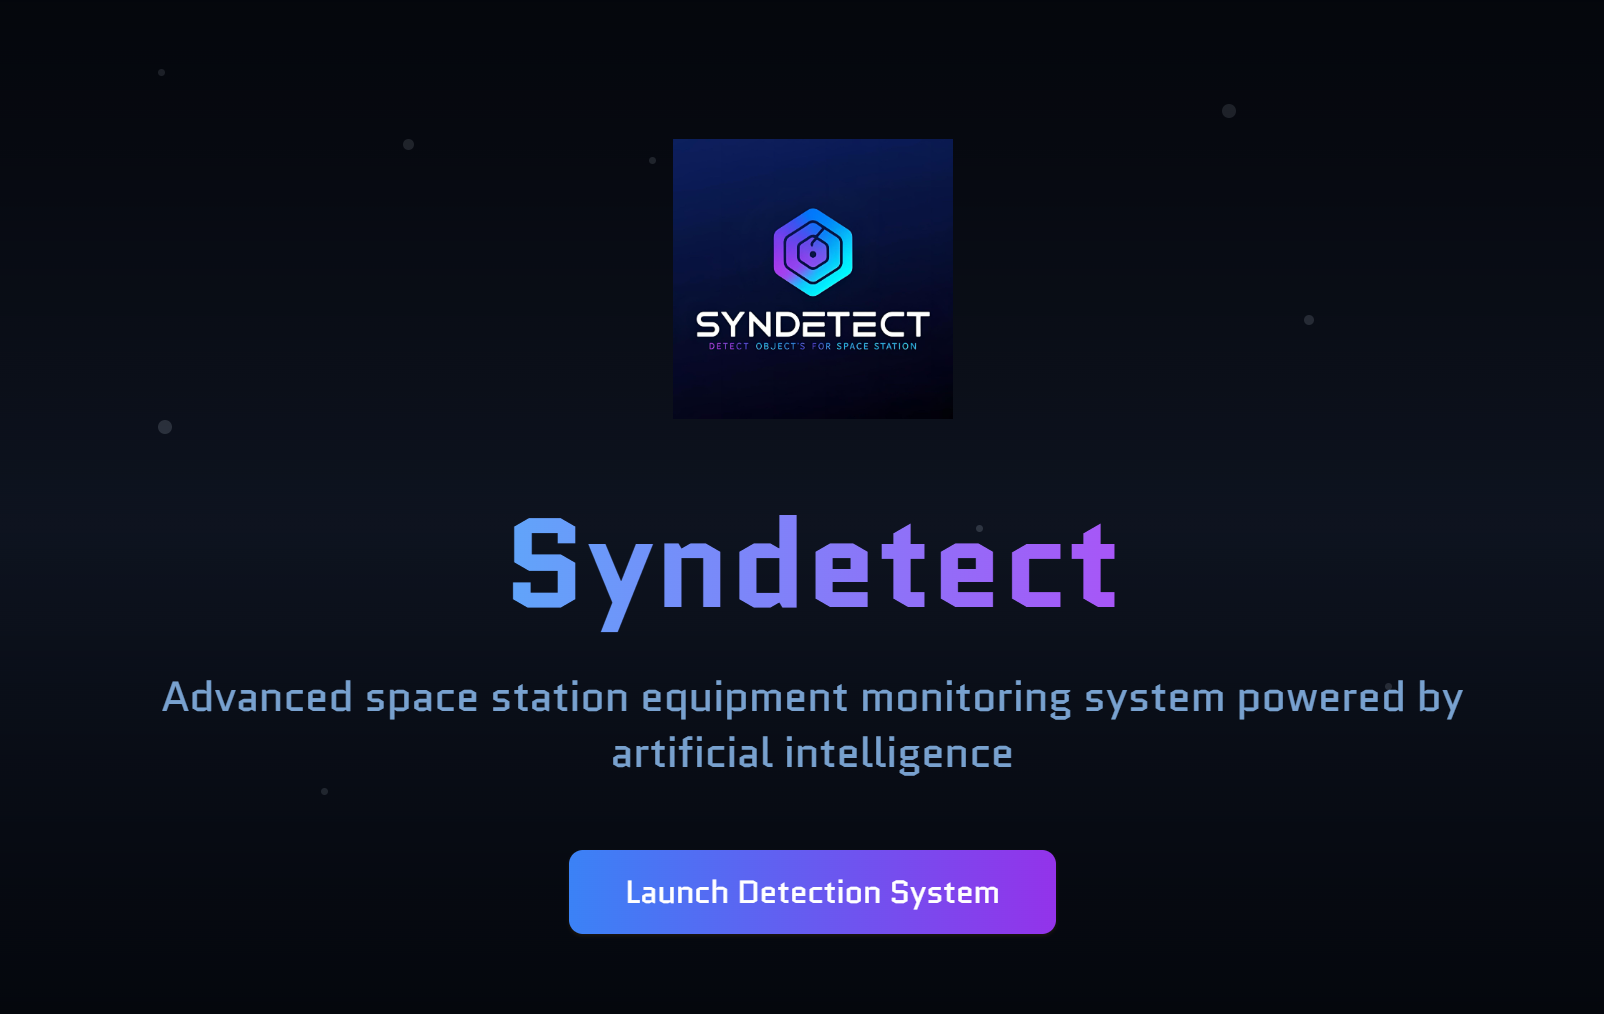 SYNDETECT
DETECT OBJECT'S FOR SPACE STATION
Syndetect
Advanced space station equipment monitoring system powered by
artificial intelligence
Launch Detection System